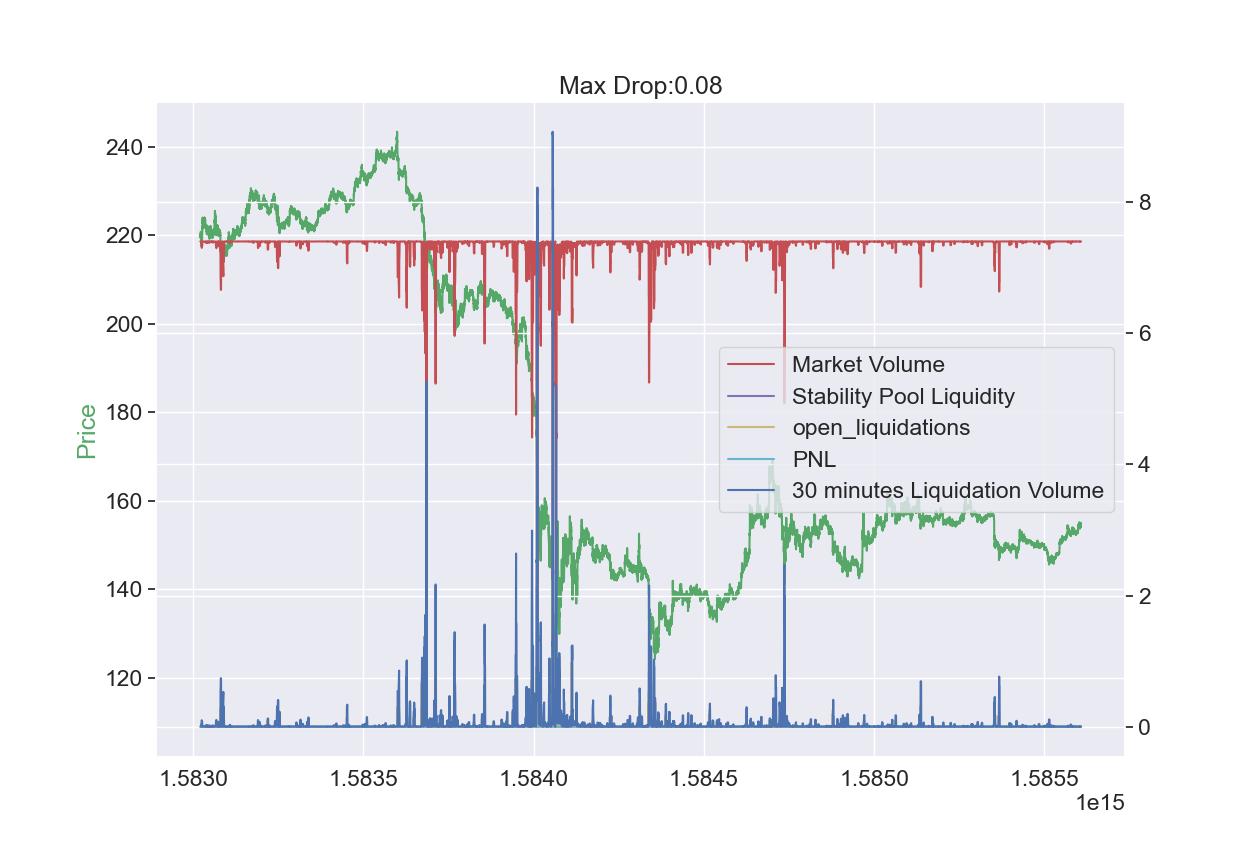 Max Drop:0.08
240
220
200
180
160
140
120
Price
8
6
4
2
0
Market Volume
Stability Pool Liquidity
open_liquidations
PNL
30 minutes Liquidation Volume
1.5830 1.5835 1.5840 1.5845 1.5850 1.5855
1e15